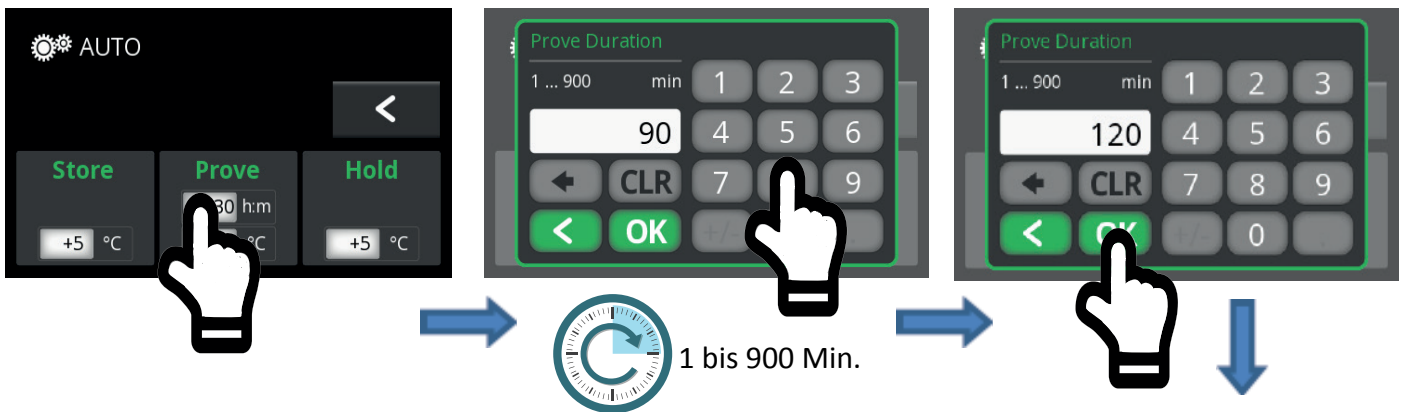 AUTO
<
Store
Prove
Hold
30 h:m
+5 °C
°C
+5 °C
Prove Duration
1 ... 900 min
1 2 3
90
4 5 6
CLR
7
9
<
OK
+/-
.
Prove Duration
1 ... 900 min
1 2 3
120
4 5 6
CLR
7 8 9
<
OK
+/-
0
.
1 bis 900 Min.